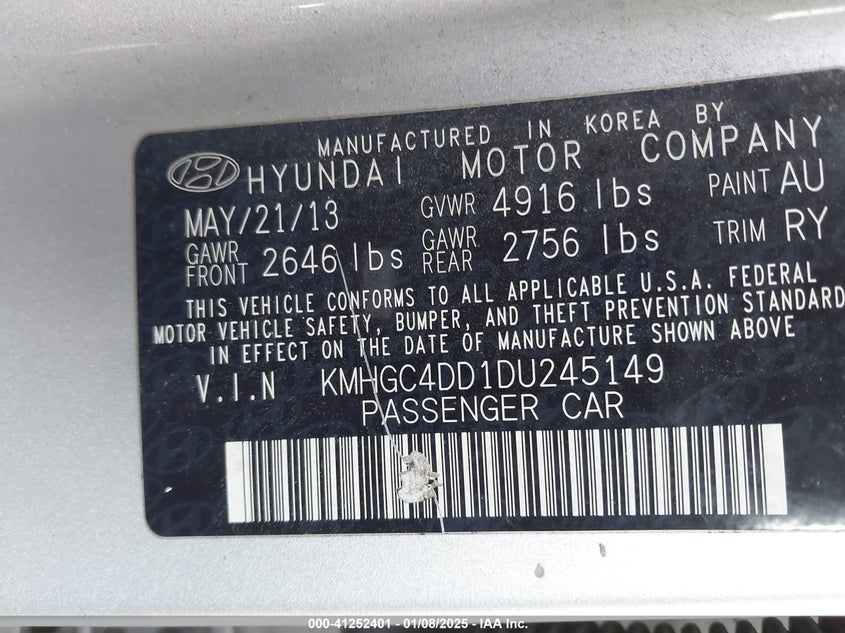 MANUFACTURED IN KOREA BY
HYUNDAI MOTOR COMPANY
MAY/21/13 GVWR 4916 lbs PAINT AU
GAWR FRONT 2646 lbs GAWR REAR 2756 lbs TRIM RY
THIS VEHICLE CONFORMS TO ALL APPLICABLE U.S.A. FEDERAL
MOTOR VEHICLE SAFETY, BUMPER, AND THEFT PREVENTION STANDARD
IN EFFECT ON THE DATE OF MANUFACTURE SHOWN ABOVE
V.I.N KMHGC4DD1DU245149
PASSENGER CAR
000-41252401 - 01/08/2025 - IAA Inc.